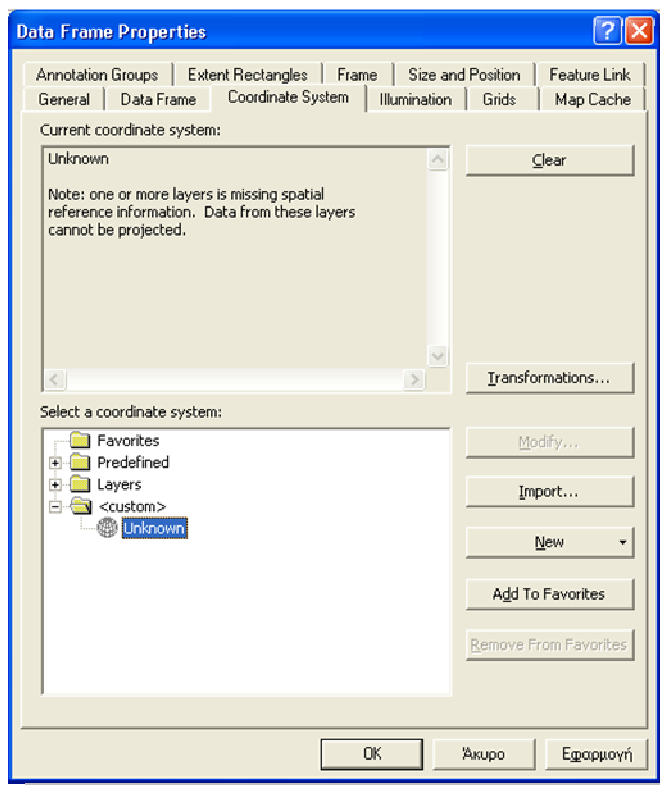 Data Frame Properties
Annotation Groups Extent Rectangles Frame Size and Position Feature Link
General Data Frame Coordinate System Illumination Grids Map Cache
Current coordinate system:
Unknown
Note: one or more layers is missing spatial
reference information. Data from these layers
cannot be projected.
Clear
Transformations...
Select a coordinate system:
Favorites
Predefined
Layers
<custom>
Unknown
Modify...
Import...
New
Add To Favorites
Remove From Favorites
OK Άκυρο Εφαρμογή